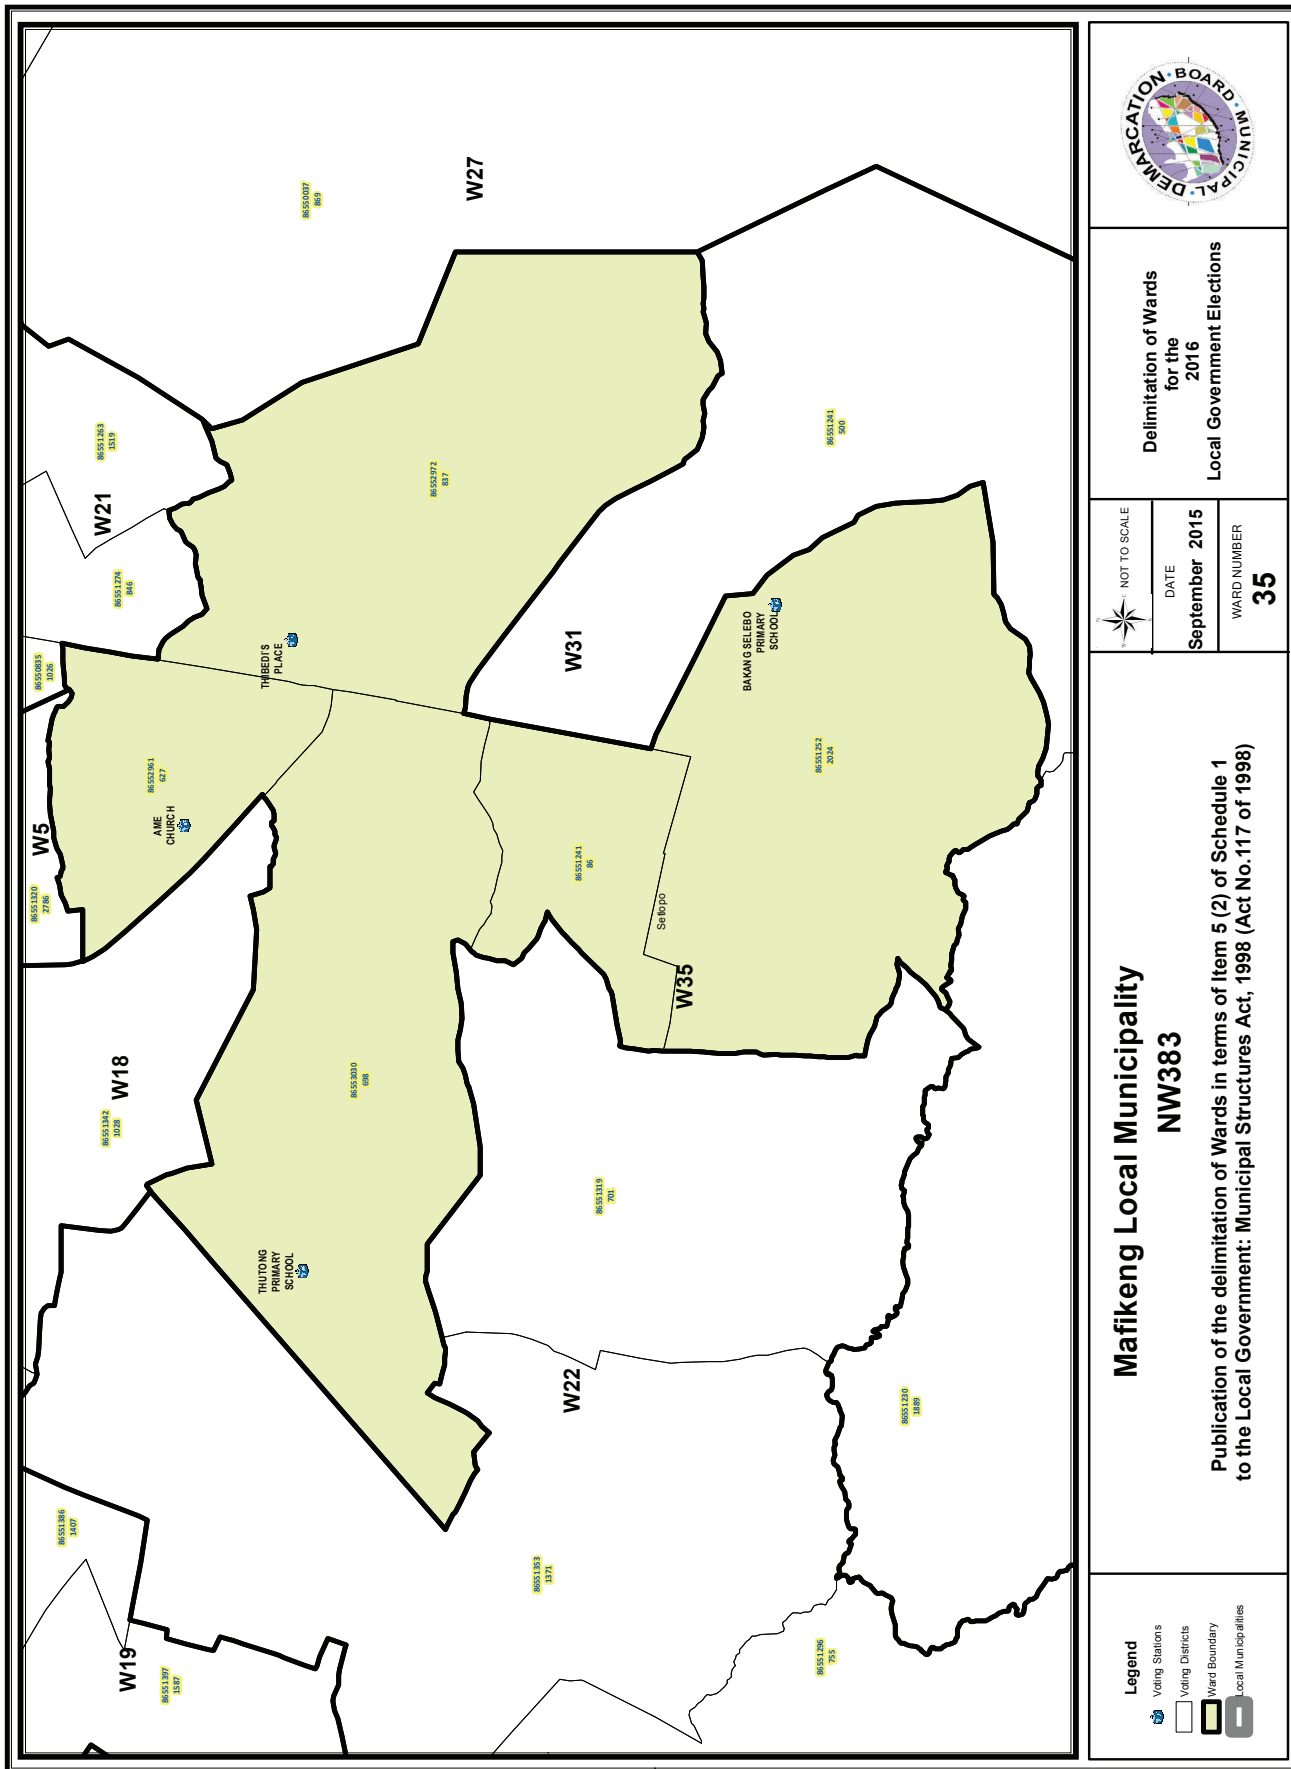 W19
86551386
1407
86551397
1587
86551353
1371
86551296
755
W22
86551342
1028
W18
THUTONG
PRIMARY
SCHOOL
86553030
698
86551319
701
86551230
1889
86551320
2786
W5
AME
CHURCH
86552961
627
86551241
86
Setlopo
W35
86551252
2024
86550835
1026
86551274
846
W21
86551263
1519
THIBEDI'S
PLACE
86552972
837
W31
BAKANG SELEBO
PRIMARY
SCHOOL
86551241
500
86550037
869
W27
Legend
Voting Stations
Voting Districts
Ward Boundary
Local Municipalities
Mafikeng Local Municipality
NW383
Publication of the delimitation of Wards in terms of Item 5 (2) of Schedule 1
to the Local Government: Municipal Structures Act, 1998 (Act No.117 of 1998)
NOT TO SCALE
DATE
September 2015
WARD NUMBER
35
Delimitation of Wards
for the
2016
Local Government Elections
MUNICIPAL DEMARCATION BOARD